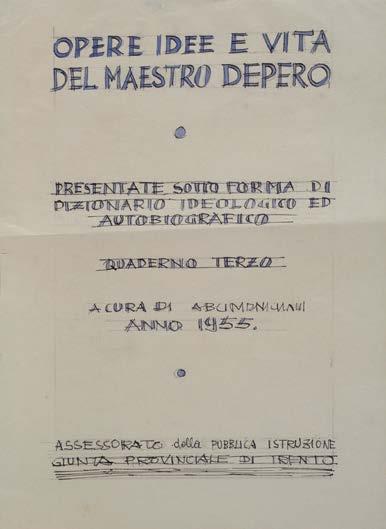 OPERE IDEE E VITA
DEL MAESTRO DEPERO
PRESENTATE SOTTO FORMA DI
DIZIONARIO IDEOLOGICO ED
AUTOBIOGRAFICO
QUADERNO TERZO
A CURA DI
ANNO 1955.
ASSESSORATO della PUBBLICA ISTRUZIONE
GIUNTA PROVINCIALE DI TRENTO